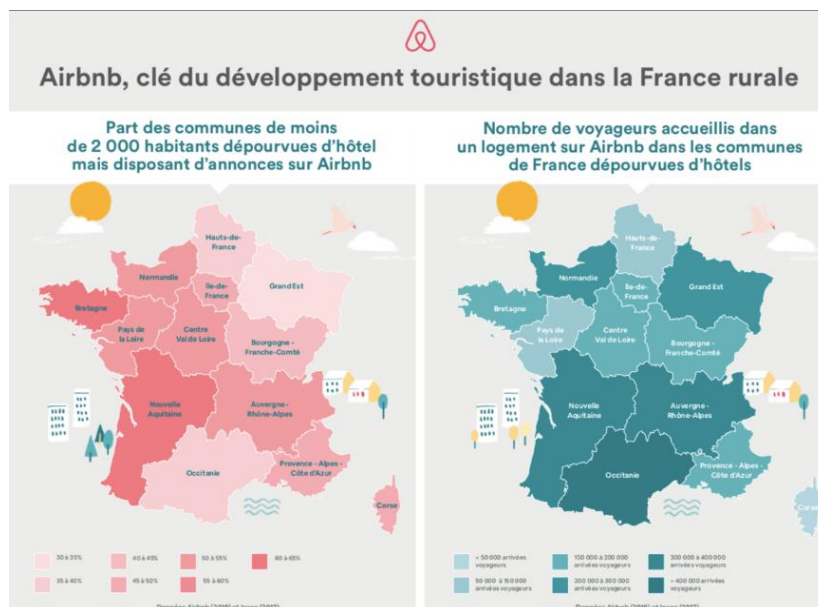 Airbnb, clé du développement touristique dans la France rurale
Part des communes de moins
de 2 000 habitants dépourvues d'hôtel
mais disposant d'annonces sur Airbnb
Hauts-de-
France
Normandie
Ile-de-
France
Grand Est
Bretagne
Pays de
la Loire
Centre
Val de Loire
Bourgogne -
Franche-Comté
Nouvelle
Aquitaine
Auvergne -
Rhône-Alpes
Occitanie
Provence - Alpes -
Côte d'Azur
Corse
30 à 35%
40 à 45%
50 à 55%
60 à 65%
35 à 40%
45 à 50%
55 à 60%
Nombre de voyageurs accueillis dans
un logement sur Airbnb dans les communes
de France dépourvues d'hôtels
Hauts-de-
France
Normandie
Ile-de-
France
Grand Est
Bretagne
Pays de
la Loire
Centre
Val de Loire
Bourgogne -
Franche-Comté
Nouvelle
Aquitaine
Auvergne -
Rhône-Alpes
Occitanie
Provence - Alpes -
Côte d'Azur
Corse
< 50 000 arrivées
voyageurs
150 000 à 200 000
arrivées voyageurs
300 000 à 400 000
arrivées voyageurs
50 000 à 150 000
arrivées voyageurs
200 000 à 300 000
arrivées voyageurs
> 400 000 arrivées
voyageurs